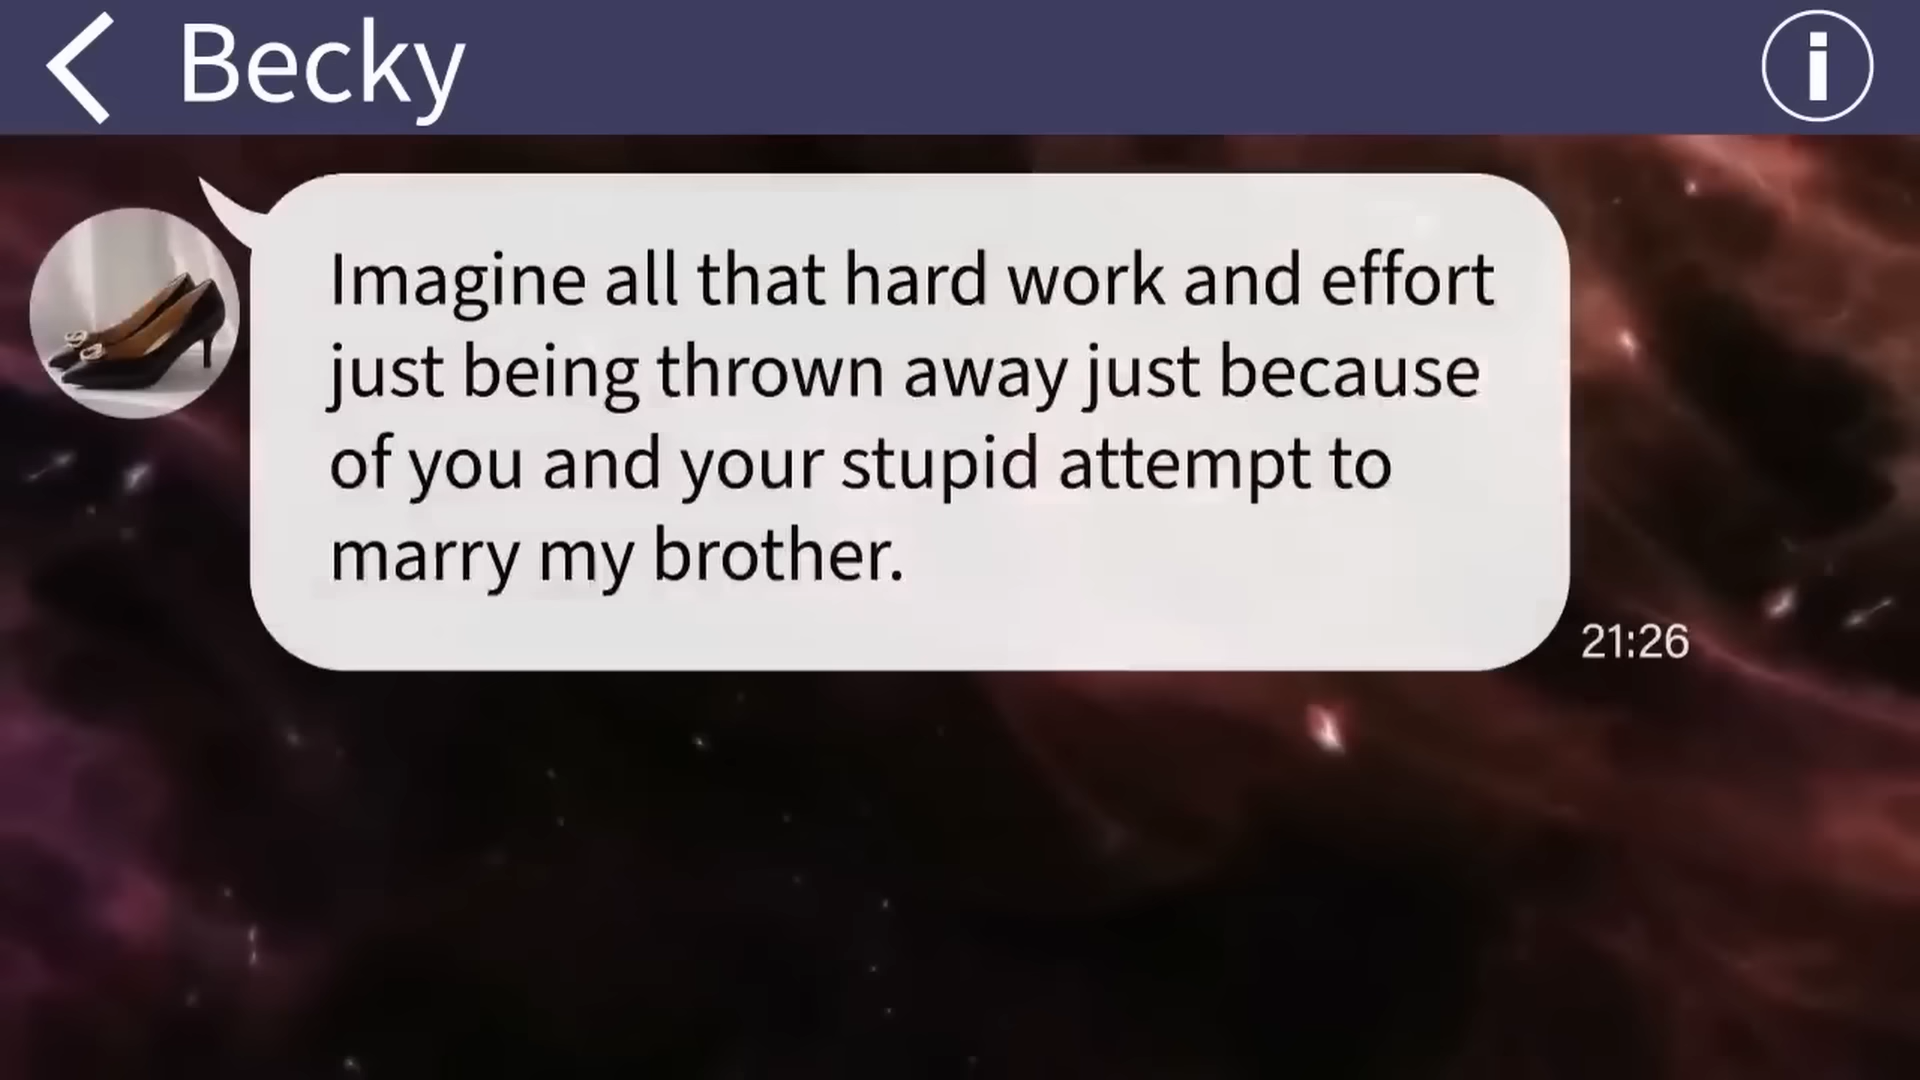 Becky
Imagine all that hard work and effort
just being thrown away just because
of you and your stupid attempt to
marry my brother.
21:26